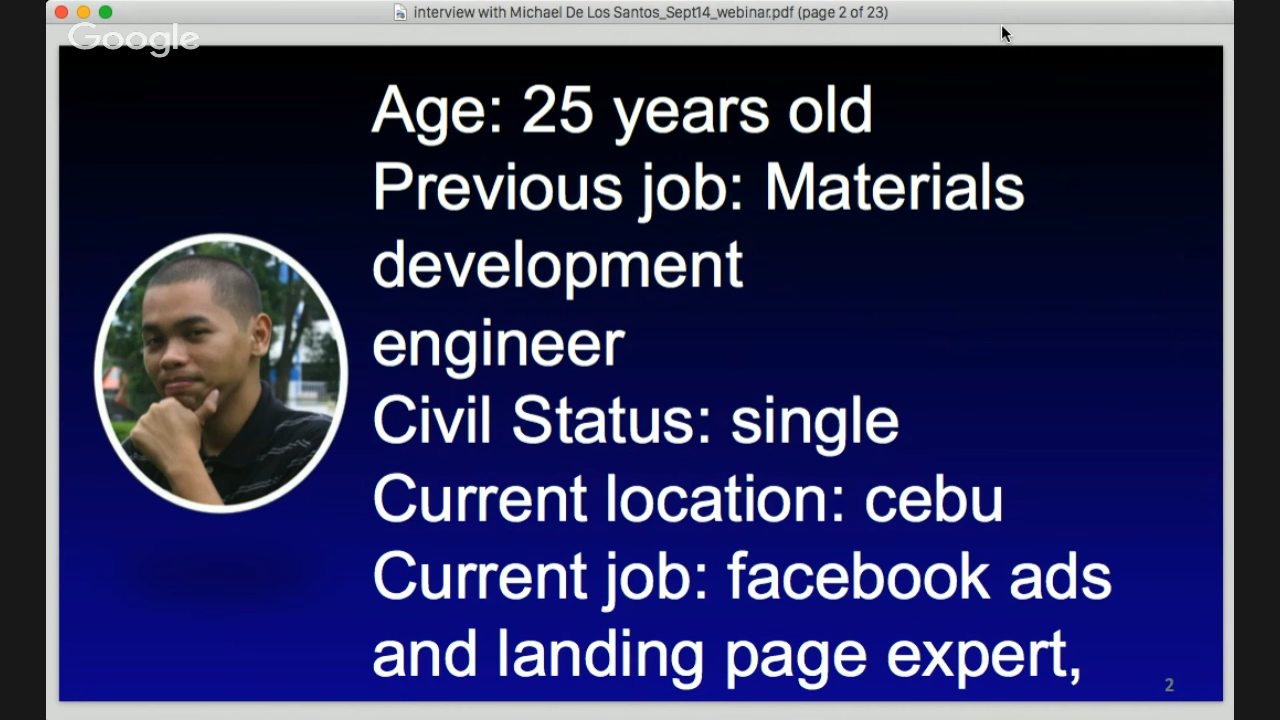 interview with Michael De Los Santos_Sept14_webinar.pdf (page 2 of 23)
Google
Age: 25 years old
Previous job: Materials
development
engineer
Civil Status: single
Current location: cebu
Current job: facebook ads
and landing page expert,
2